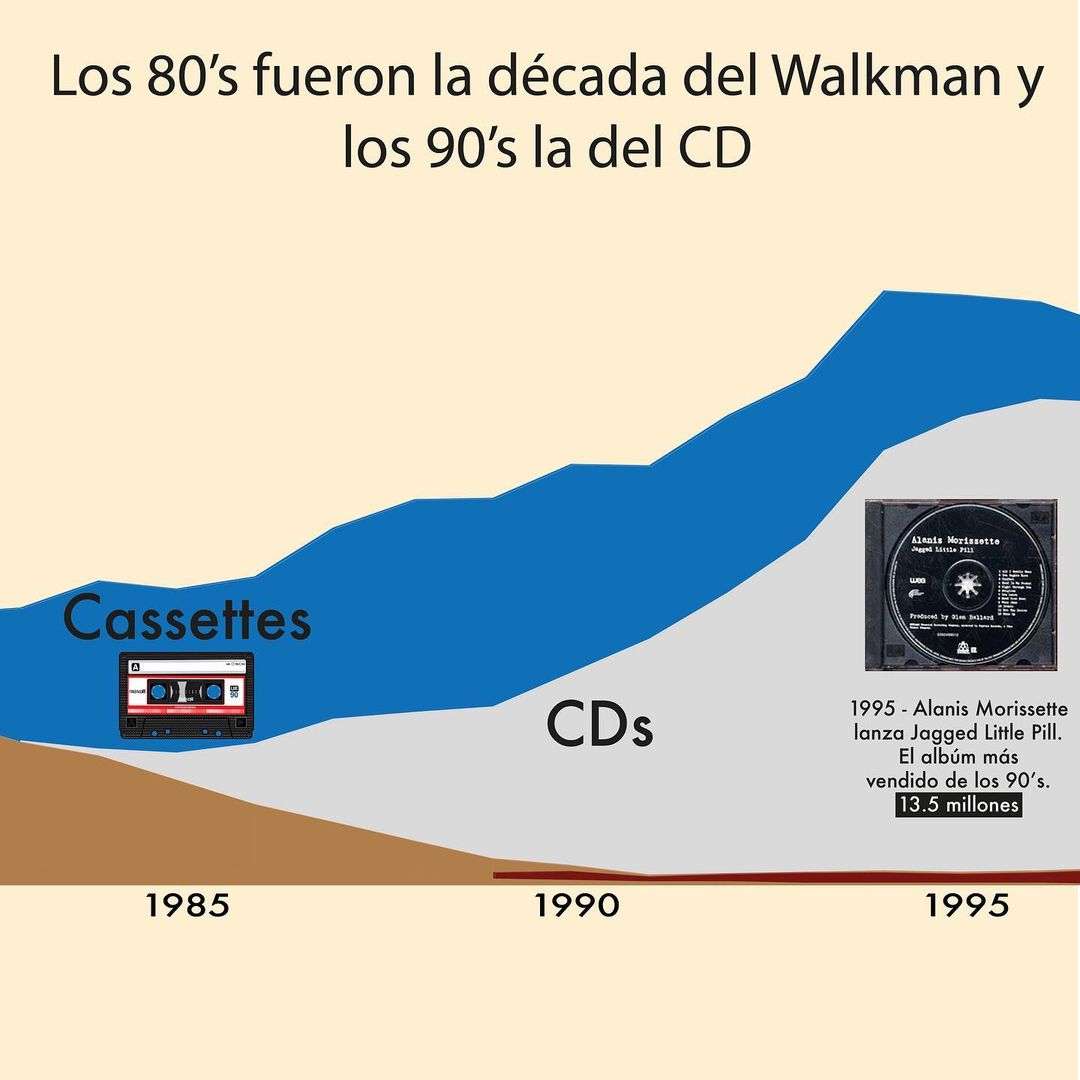 Los 80's fueron la década del Walkman y
los 90's la del CD
Cassettes
A
maxell
UR
90
CDs
Alanis Morissette
Jagged Little Pill
wea
Produced by Glen Ballard
1995 - Alanis Morissette
lanza Jagged Little Pill.
El albúm más
vendido de los 90's.
13.5 millones
1985
1990
1995